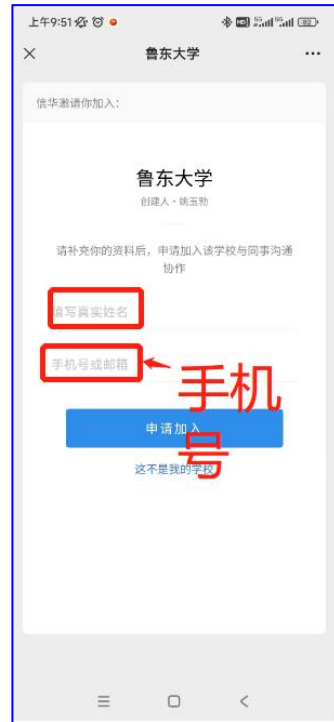 上午9:51
鲁东大学
信华邀请你加入:
鲁东大学
创建人・姚玉勃
请补充你的资料后，申请加入该学校与同事沟通
协作
填写真实姓名
手机号或邮箱
手机
号
申请加入
这不是我的学校